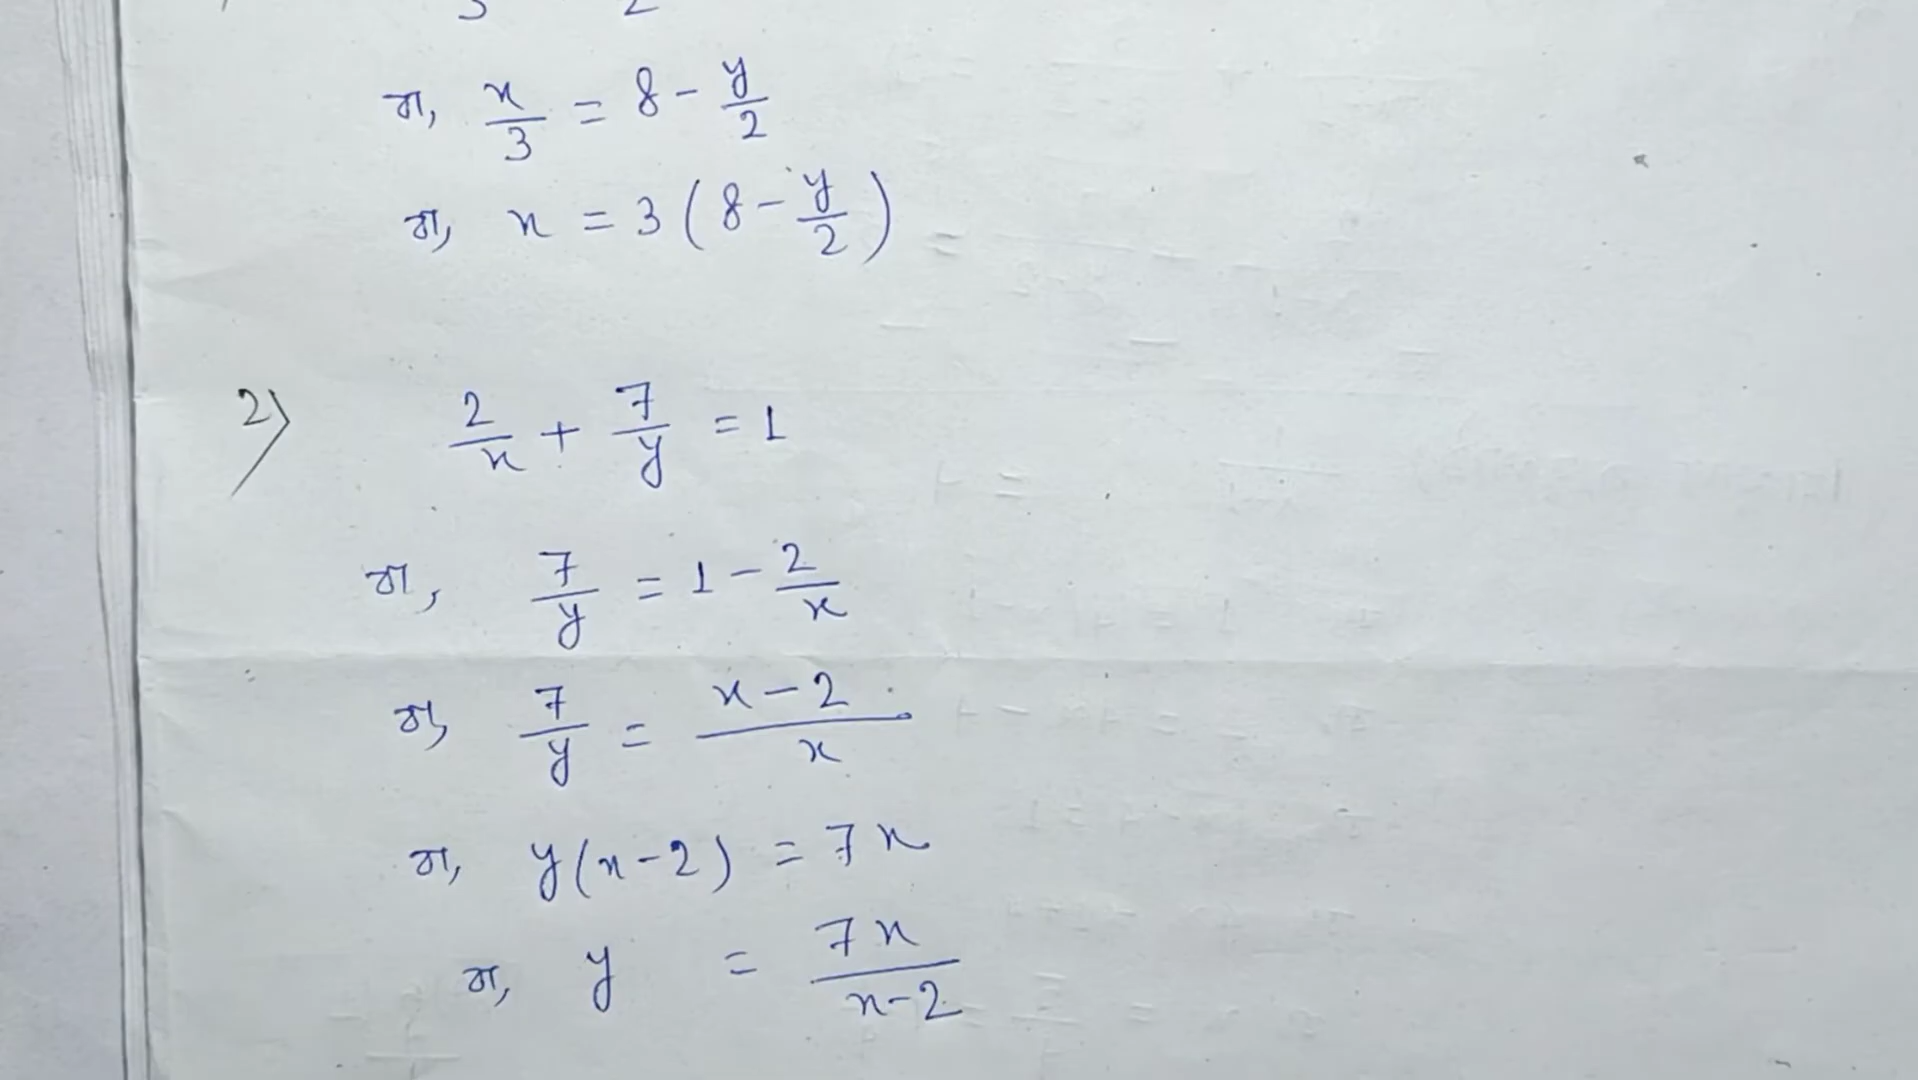 বা, x/3 = 8 - y/2
বা, x = 3(8 - y/2)
2) 2/x + 7/y = 1
বা, 7/y = 1 - 2/x
বা, 7/y = (x-2)/x
বা, y(x-2) = 7x
বা, y = 7x/(x-2)